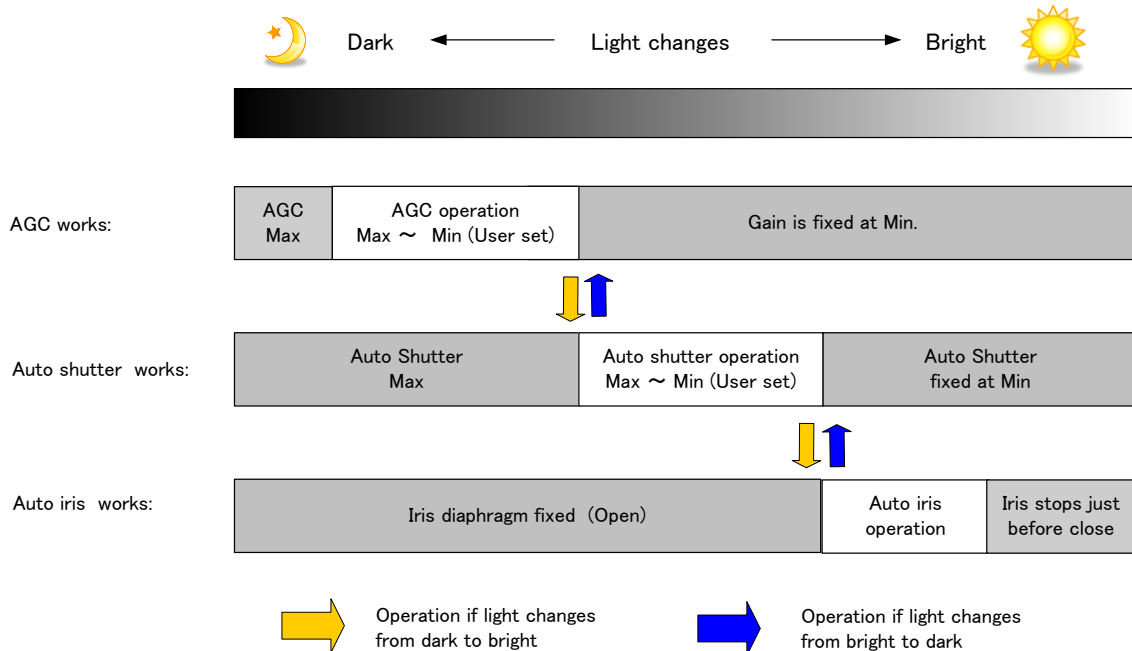 Dark
Light changes
Bright
AGC works:
AGC
Max
AGC operation
Max ～ Min (User set)
Gain is fixed at Min.
Auto shutter works:
Auto Shutter
Max
Auto shutter operation
Max ～ Min (User set)
Auto Shutter
fixed at Min
Auto iris works:
Iris diaphragm fixed (Open)
Auto iris
operation
Iris stops just
before close
Operation if light changes
from dark to bright
Operation if light changes
from bright to dark